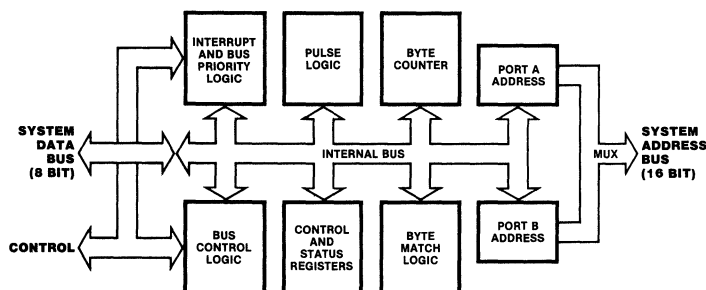 INTERRUPT
AND BUS
PRIORITY
LOGIC
PULSE
LOGIC
BYTE
COUNTER
PORT A
ADDRESS
SYSTEM
DATA
BUS
(8 BIT)
INTERNAL BUS
MUX
SYSTEM
ADDRESS
BUS
(16 BIT)
CONTROL
BUS
CONTROL
LOGIC
CONTROL
AND
STATUS
REGISTERS
BYTE
MATCH
LOGIC
PORT B
ADDRESS